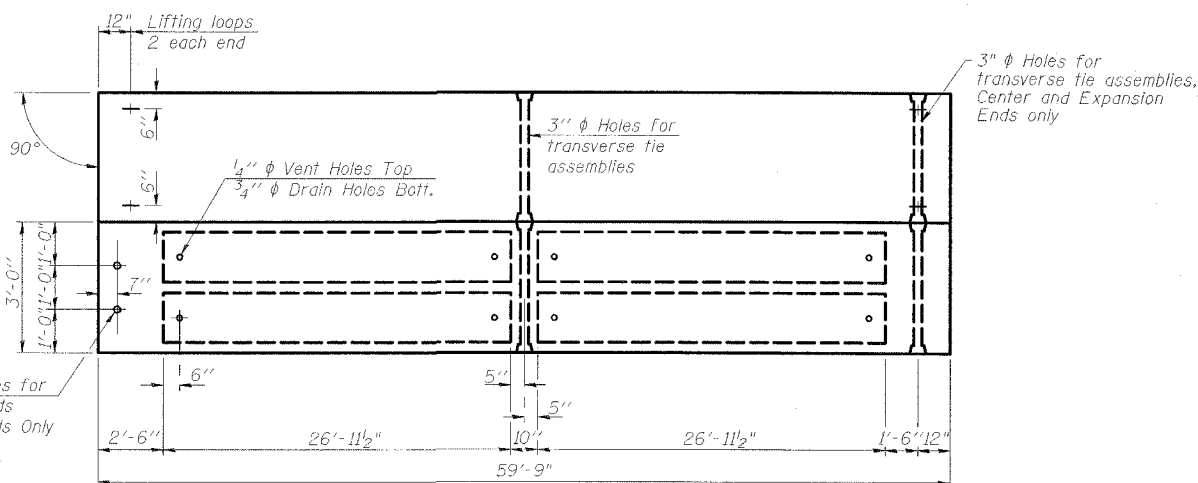 12" Lifting loops
2 each end
3" φ Holes for
transverse tie assemblies,
Center and Expansion
Ends only
6"
3" φ Holes for
transverse tie
assemblies
90°
1/4" φ Vent Holes Top
3/4" φ Drain Holes Bott.
6"
3'-0"
1'-0"
1'-0"
1'-0"
7"
es for
ds
ds Only
6"
5"
5"
2'-6"
26'-11 1/2"
10"
26'-11 1/2"
1'-6"
12"
59'-9"